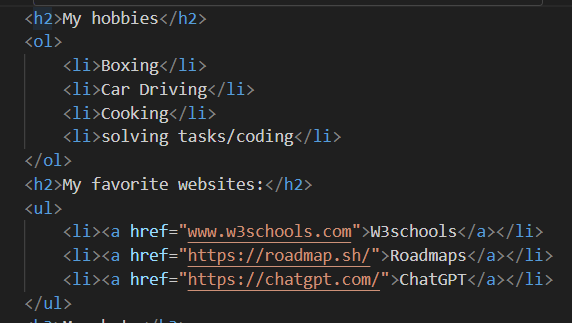 <h2>My hobbies</h2>
<ol>
<li>Boxing</li>
<li>Car Driving</li>
<li>Cooking</li>
<li>solving tasks/coding</li>
</ol>
<h2>My favorite websites:</h2>
<ul>
<li><a href="www.w3schools.com">W3schools</a></li>
<li><a href="https://roadmap.sh/">Roadmaps</a></li>
<li><a href="https://chatgpt.com/">ChatGPT</a></li>
</ul>